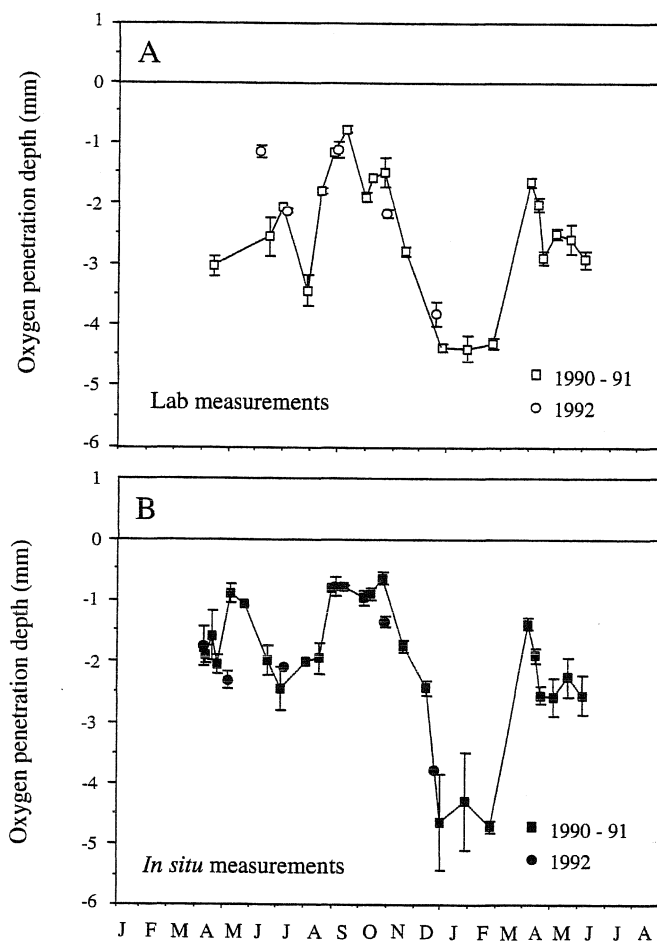 1
A
0
-1
-2
-3
-4
-5
-6
Oxygen penetration depth (mm)
Lab measurements
1990 - 91
1992
1
B
0
-1
-2
-3
-4
-5
-6
Oxygen penetration depth (mm)
In situ measurements
1990 - 91
1992
J F M A M J J A S O N D J F M A M J J A